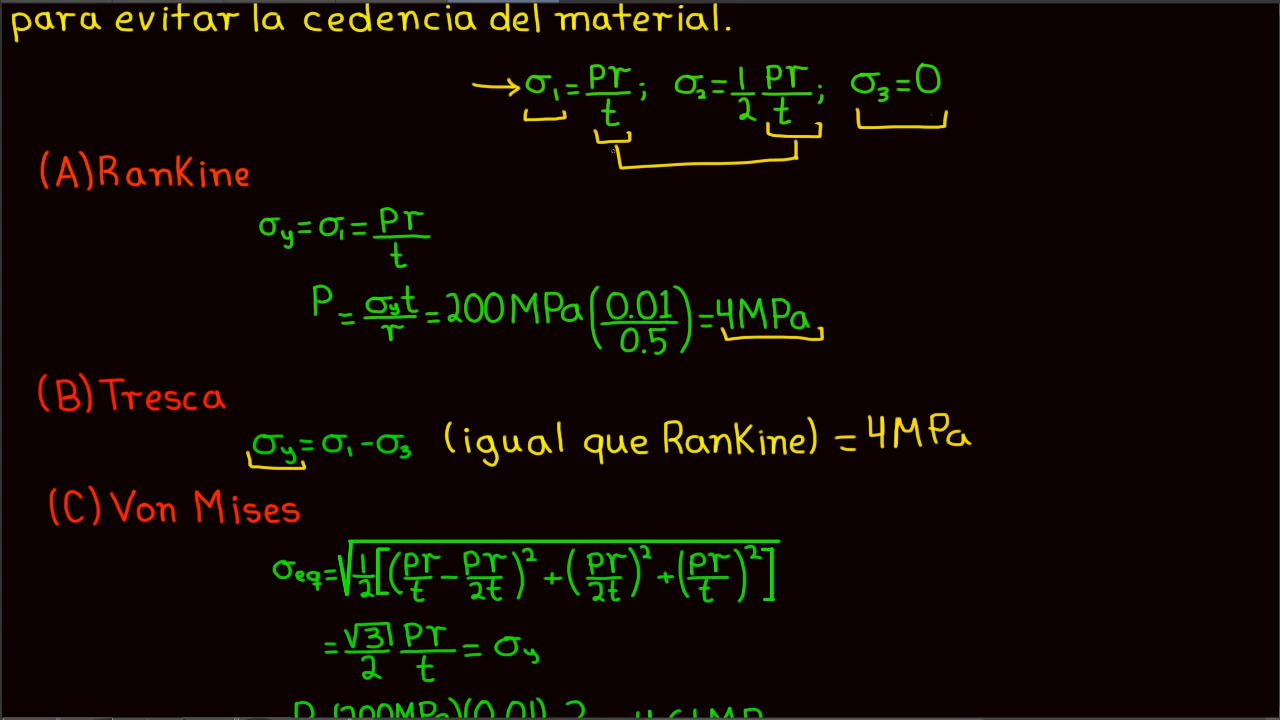 para evitar la cedencia del material.
→ σ₁ = Pr/t ; σ₂ = 1/2 Pr/t ; σ₃ = 0
(A) Rankine
σy = σ₁ = Pr/t
P = σy t/r = 200 MPa (0.01/0.5) = 4 MPa
(B) Tresca
σy = σ₁ - σ₃ (igual que Rankine) = 4 MPa
(C) Von Mises
σeq = √(1/2 [(Pr/t - Pr/2t)² + (Pr/2t)² + (Pr/t)²])
= √3/2 Pr/t = σy